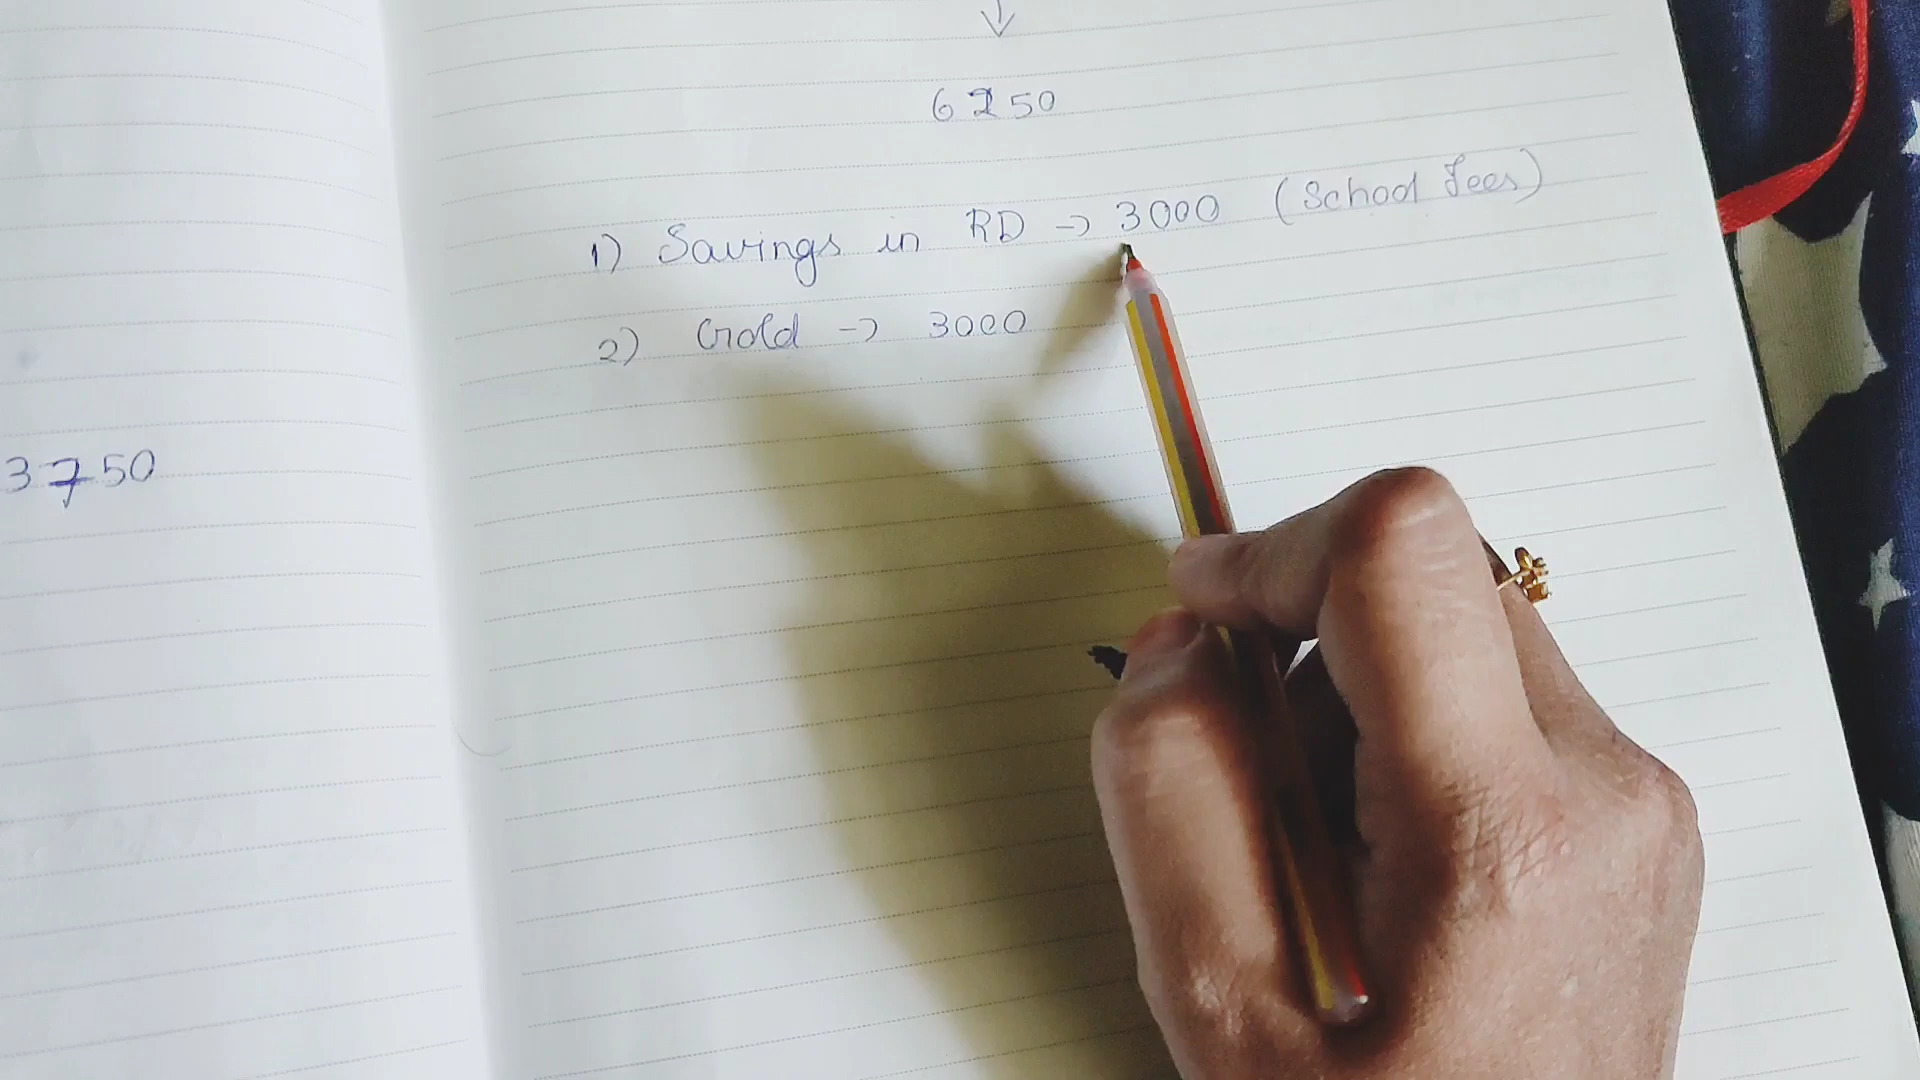 3750
↓
6250
1) Savings in RD → 3000 (School fees)
2) Gold → 3000